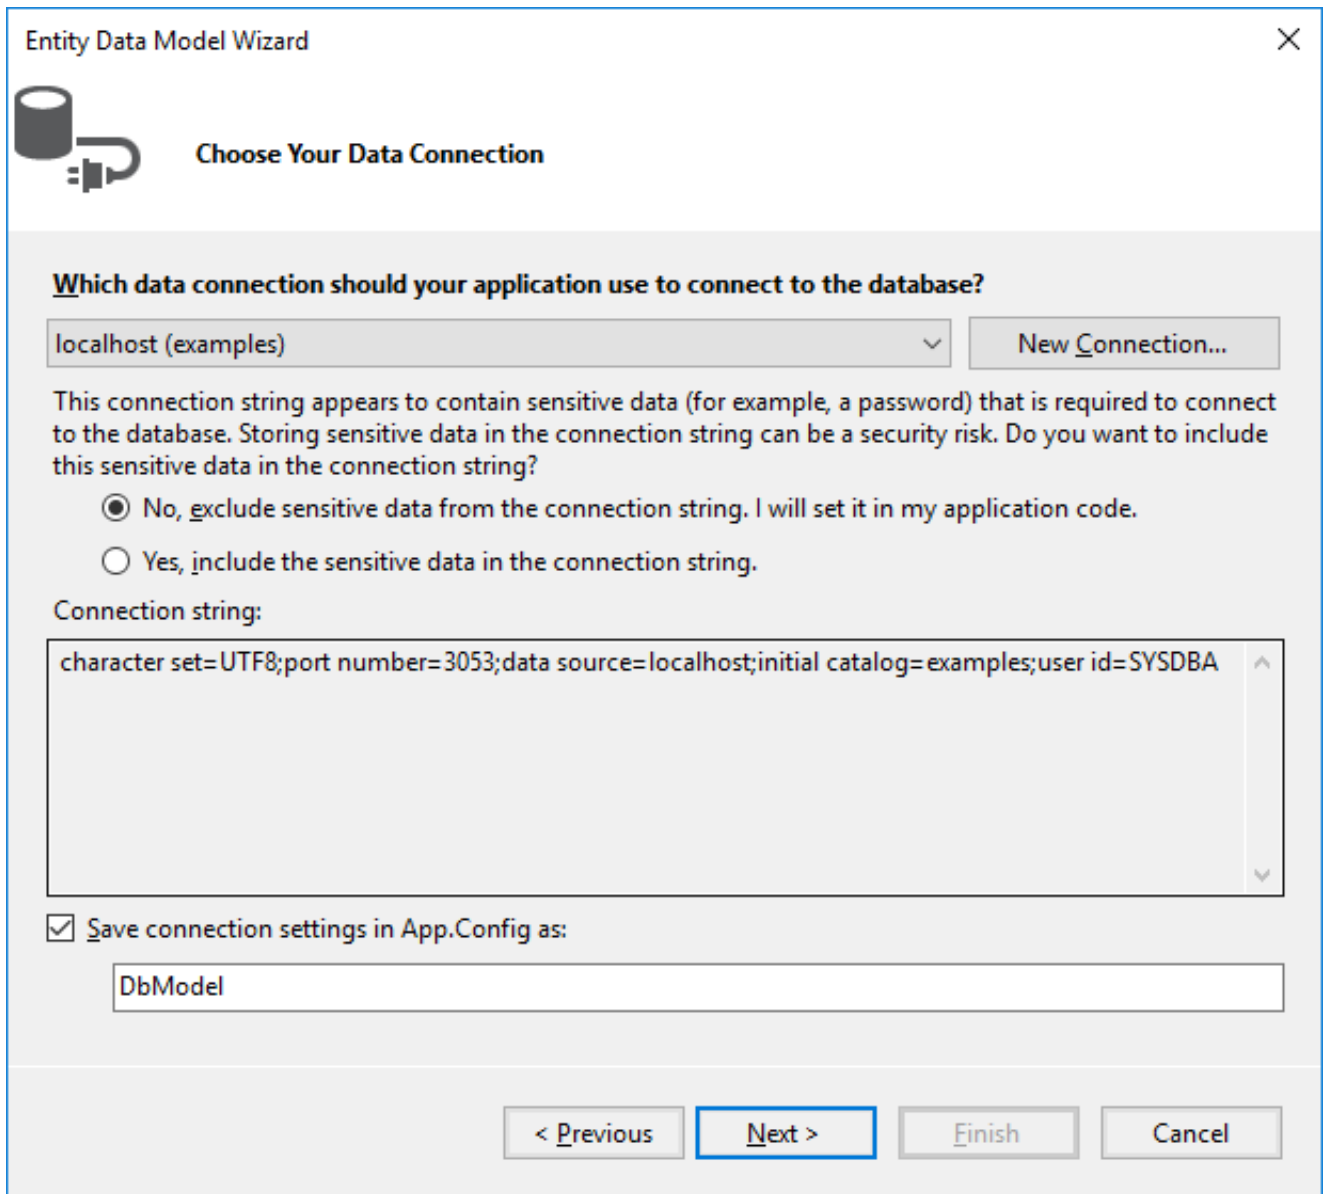 Entity Data Model Wizard
Choose Your Data Connection
Which data connection should your application use to connect to the database?
localhost (examples)
New Connection...
This connection string appears to contain sensitive data (for example, a password) that is required to connect
to the database. Storing sensitive data in the connection string can be a security risk. Do you want to include
this sensitive data in the connection string?
No, exclude sensitive data from the connection string. I will set it in my application code.
Yes, include the sensitive data in the connection string.
Connection string:
character set=UTF8;port number=3053;data source=localhost;initial catalog=examples;user id=SYSDBA
Save connection settings in App.Config as:
DbModel
< Previous
Next >
Finish
Cancel